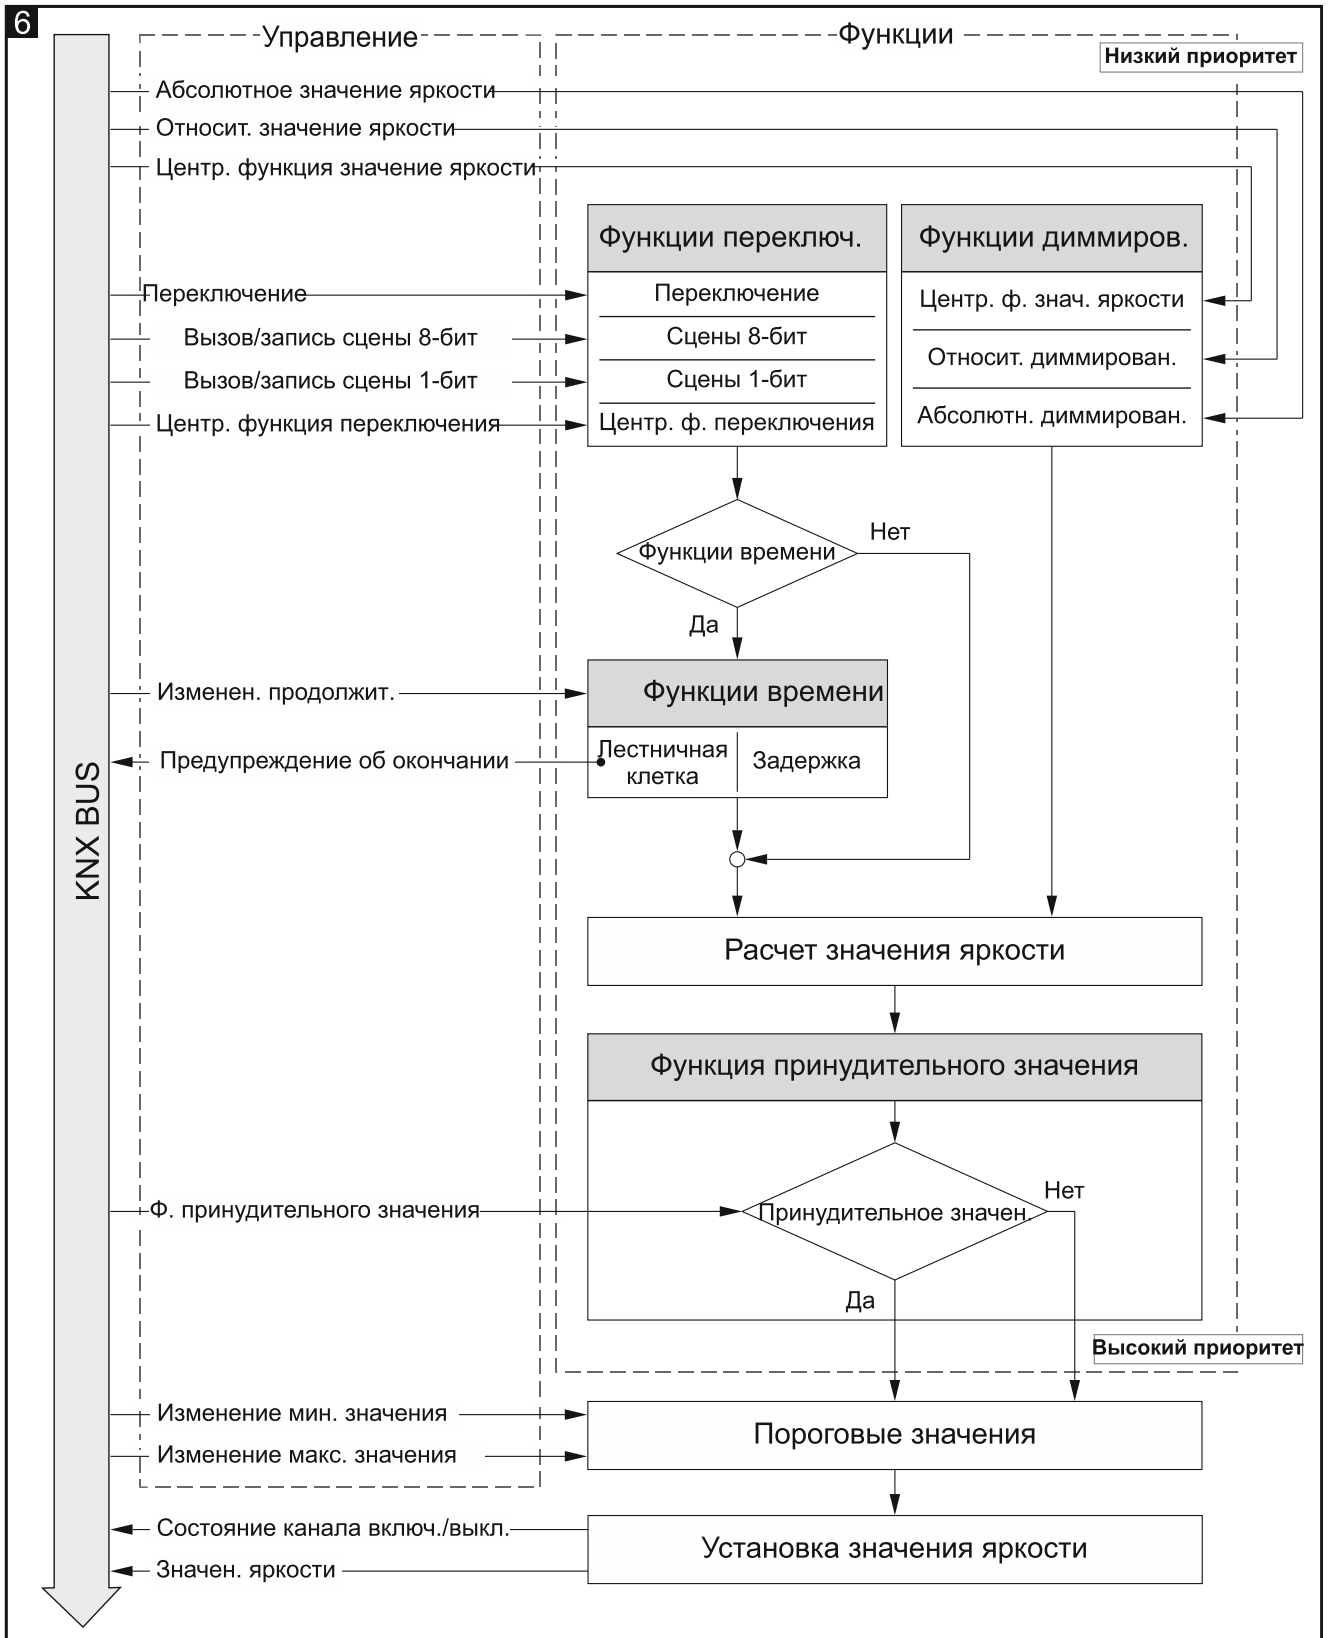 6
Управление
Функции
Низкий приоритет
Абсолютное значение яркости
Относит. значение яркости
Центр. функция значение яркости
Функции переключ.
Функции диммиров.
Переключение
Переключение
Центр. ф. знач. яркости
Вызов/запись сцены 8-бит
Сцены 8-бит
Относит. диммирован.
Вызов/запись сцены 1-бит
Сцены 1-бит
Центр. функция переключения
Центр. ф. переключения
Абсолютн. диммирован.
Нет
Функции времени
Да
Изменен. продолжит.
Функции времени
Предупреждение об окончании
Лестничная
клетка
Задержка
KNX BUS
Расчет значения яркости
Функция принудительного значения
Нет
Ф. принудительного значения
Принудительное значен.
Да
Высокий приоритет
Изменение мин. значения
Пороговые значения
Изменение макс. значения
Состояние канала включ./выкл.
Установка значения яркости
Значен. яркости